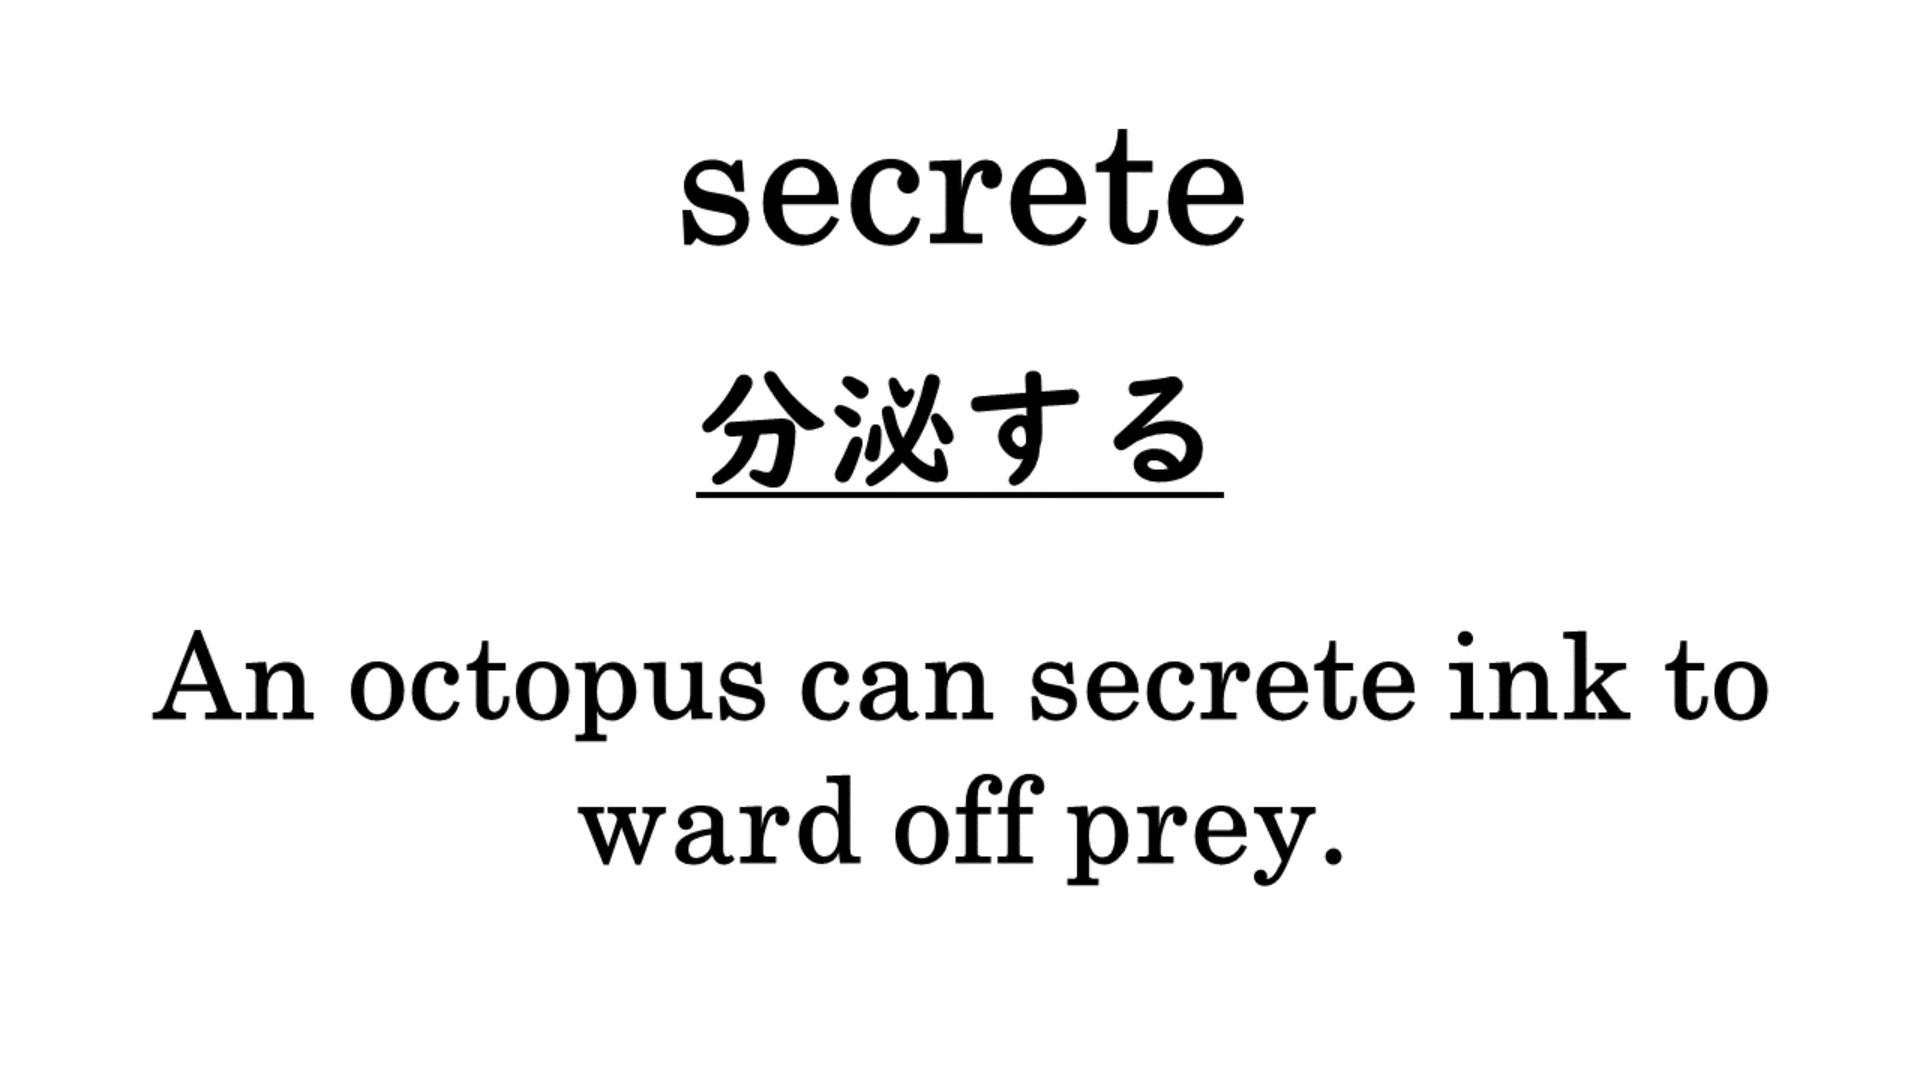 secrete
分泌する
An octopus can secrete ink to
ward off prey.